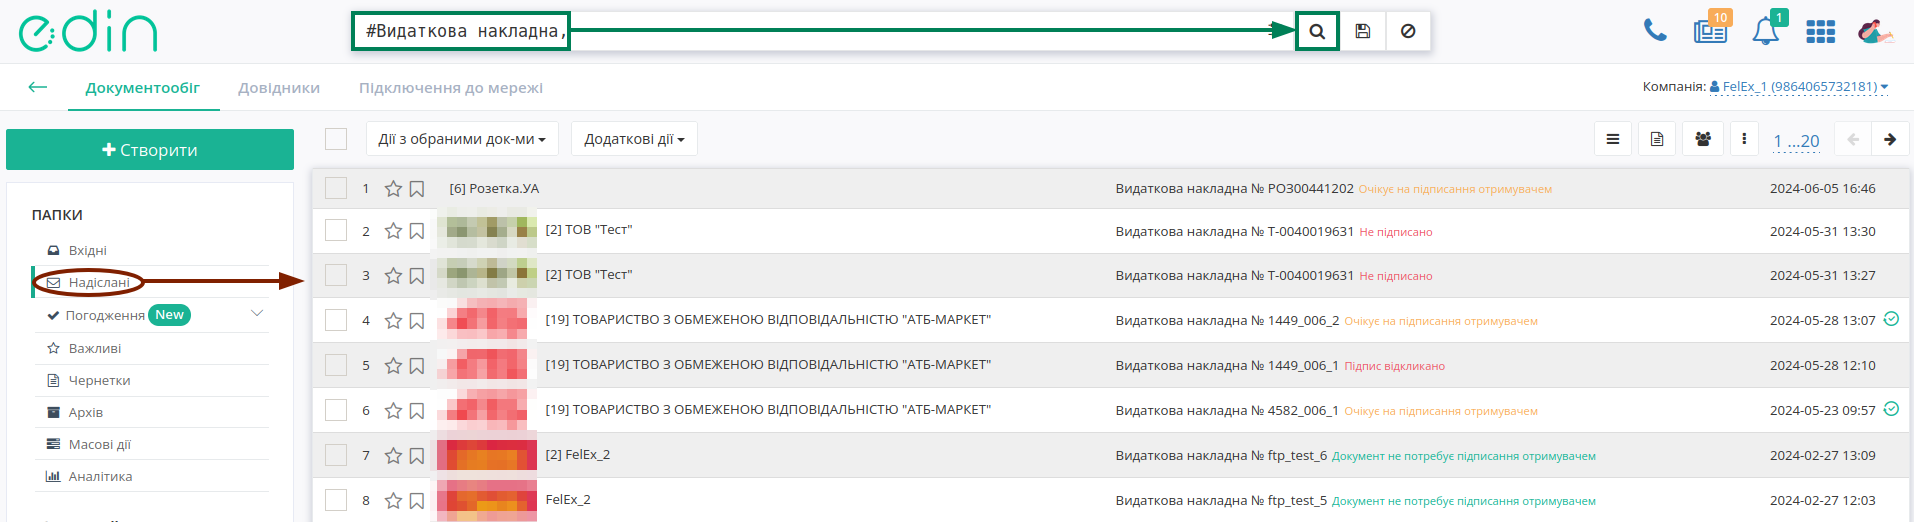 edin
#Видаткова накладна,
10
1
Документообіг Довідники Підключення до мережі
Компанія: FelEx_1 (9864065732181)
Створити
Дії з обраними док-ми Додаткові дії 1 ...20
ПАПКИ
Вхідні
Надіслані
Погодження New
Важливі
Чернетки
Архів
Масові дії
Аналітика
1 [6] Розетка.УА Видаткова накладна № РО300441202 Очікує на підписання отримувачем 2024-06-05 16:46
2 [2] ТОВ "Тест" Видаткова накладна № Т-0040019631 Не підписано 2024-05-31 13:30
3 [2] ТОВ "Тест" Видаткова накладна № Т-0040019631 Не підписано 2024-05-31 13:27
4 [19] ТОВАРИСТВО З ОБМЕЖЕНОЮ ВІДПОВІДАЛЬНІСТЮ "АТБ-МАРКЕТ" Видаткова накладна № 1449_006_2 Очікує на підписання отримувачем 2024-05-28 13:07
5 [19] ТОВАРИСТВО З ОБМЕЖЕНОЮ ВІДПОВІДАЛЬНІСТЮ "АТБ-МАРКЕТ" Видаткова накладна № 1449_006_1 Підпис відкликано 2024-05-28 12:10
6 [19] ТОВАРИСТВО З ОБМЕЖЕНОЮ ВІДПОВІДАЛЬНІСТЮ "АТБ-МАРКЕТ" Видаткова накладна № 4582_006_1 Очікує на підписання отримувачем 2024-05-23 09:57
7 [2] FelEx_2 Видаткова накладна № ftp_test_6 Документ не потребує підписання отримувачем 2024-02-27 13:09
8 FelEx_2 Видаткова накладна № ftp_test_5 Документ не потребує підписання отримувачем 2024-02-27 12:03